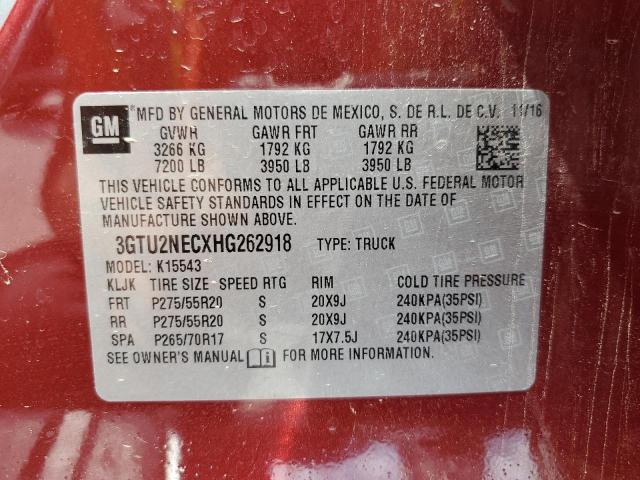 GM MFD BY GENERAL MOTORS DE MEXICO, S. DE R.L. DE C.V. 11/16
GVWR GAWR FRT GAWR RR
3266 KG 1792 KG 1792 KG
7200 LB 3950 LB 3950 LB
THIS VEHICLE CONFORMS TO ALL APPLICABLE U.S. FEDERAL MOTOR
VEHICLE SAFETY STANDARDS IN EFFECT ON THE DATE OF
MANUFACTURE SHOWN ABOVE.
3GTU2NECXHG262918 TYPE: TRUCK
MODEL: K15543
KLJK TIRE SIZE SPEED RTG RIM COLD TIRE PRESSURE
FRT P275/55R20 S 20X9J 240KPA(35PSI)
RR P275/55R20 S 20X9J 240KPA(35PSI)
SPA P265/70R17 S 17X7.5J 240KPA(35PSI)
SEE OWNER'S MANUAL FOR MORE INFORMATION.